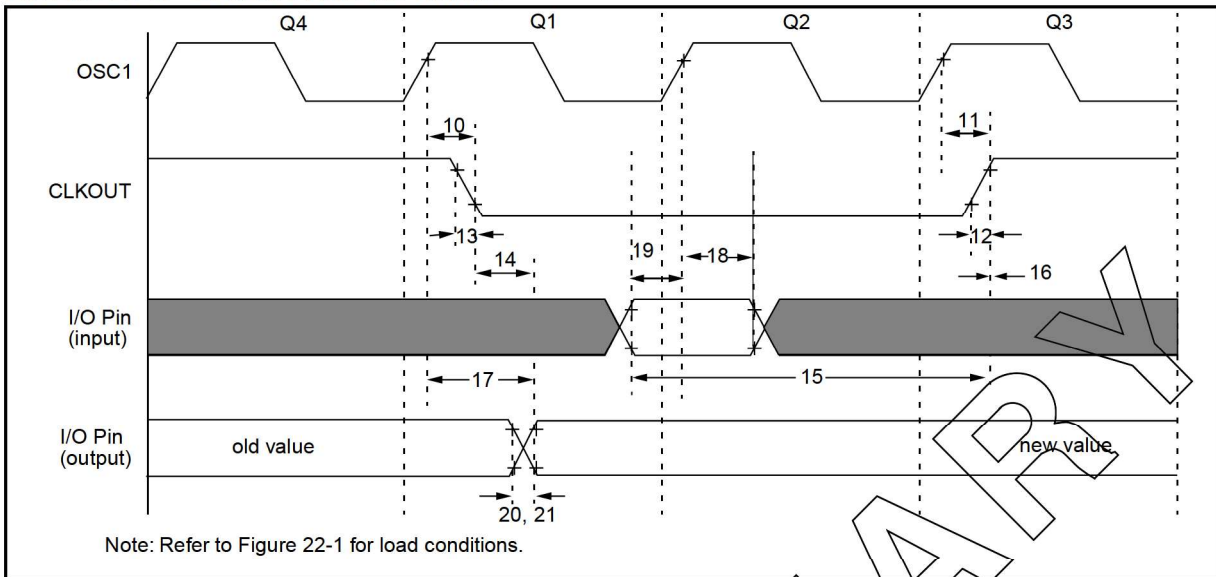 Q4 Q1 Q2 Q3
OSC1
10 11
CLKOUT
13 12
14 19 18 16
I/O Pin
(input)
17 15
I/O Pin
(output)
old value new value
20, 21
Note: Refer to Figure 22-1 for load conditions.
A R Y